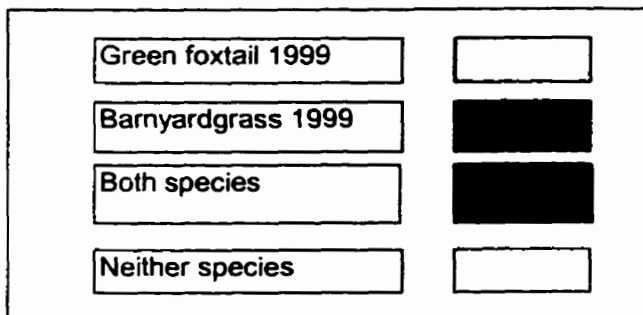 Green foxtail 1999
Barnyardgrass 1999
Both species
Neither species